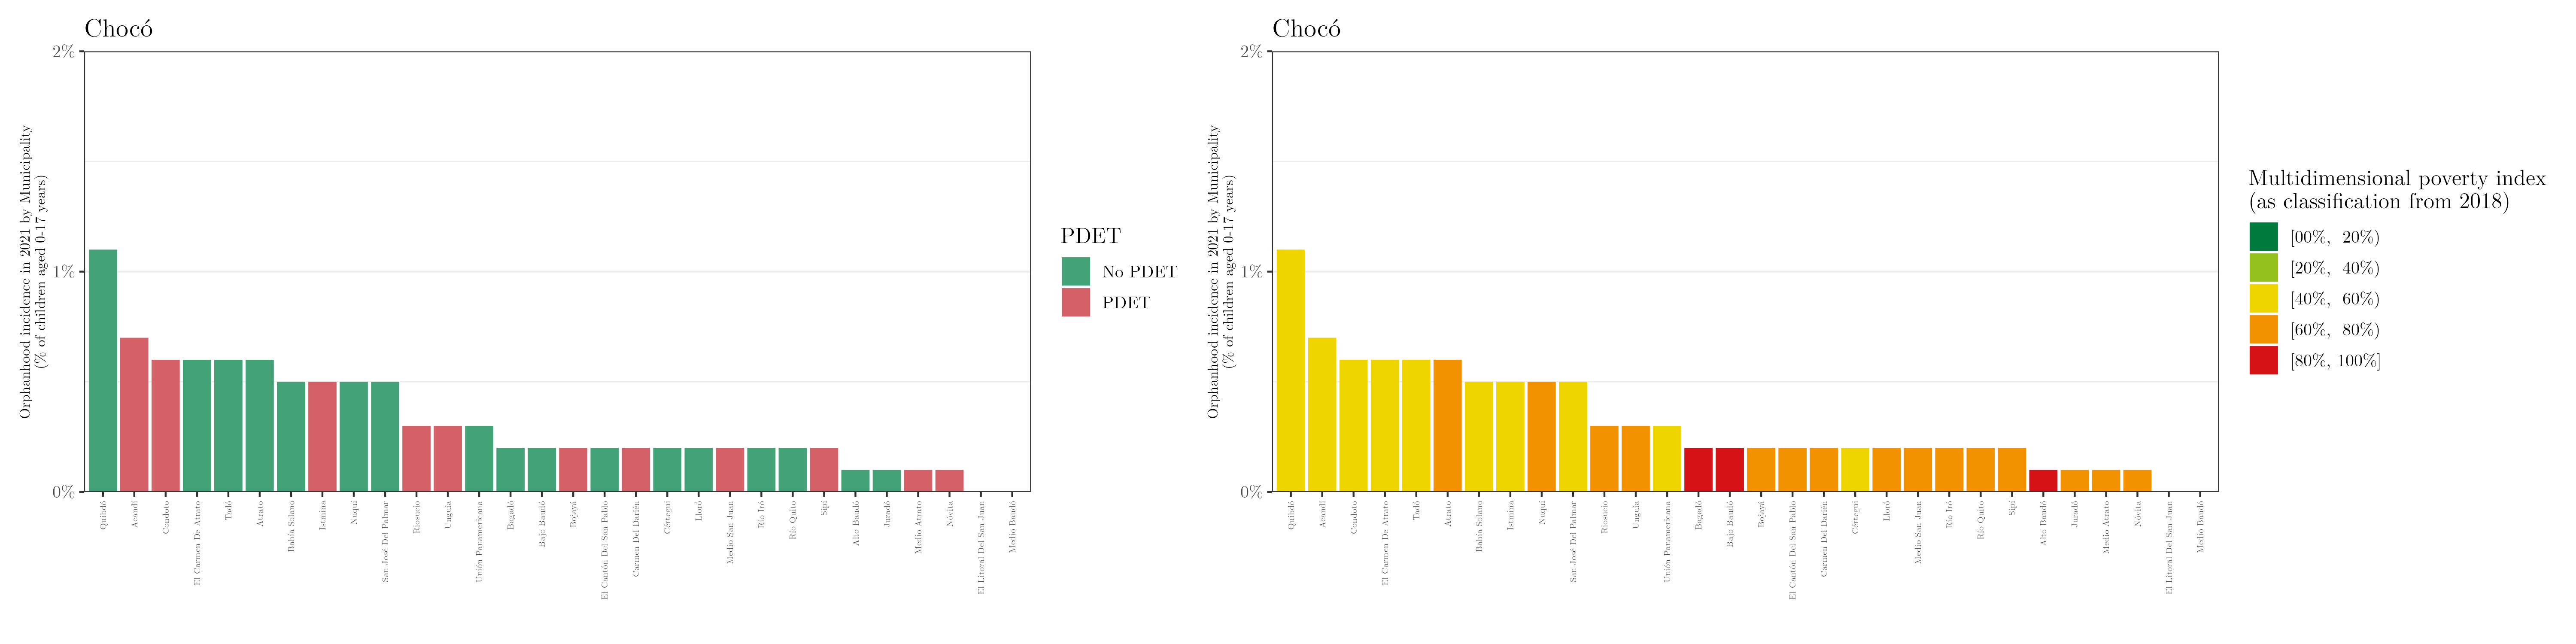 Chocó
2%
1%
0%
Orphanhood incidence in 2021 by Municipality
(% of children aged 0-17 years)
Quibdó
Acandí
Condoto
El Carmen De Atrato
Tadó
Atrato
Bahía Solano
Istmina
Nuquí
San José Del Palmar
Riosucio
Unguía
Unión Panamericana
Bagadó
Bajo Baudó
Bojayá
El Cantón Del San Pablo
Carmen Del Darién
Cértegui
Lloró
Medio San Juan
Río Iró
Río Quito
Sipí
Alto Baudó
Juradó
Medio Atrato
Nóvita
El Litoral Del San Juan
Medio Baudó
PDET
No PDET
PDET
Chocó
2%
1%
0%
Orphanhood incidence in 2021 by Municipality
(% of children aged 0-17 years)
Quibdó
Acandí
Condoto
El Carmen De Atrato
Tadó
Atrato
Bahía Solano
Istmina
Nuquí
San José Del Palmar
Riosucio
Unguía
Unión Panamericana
Bagadó
Bajo Baudó
Bojayá
El Cantón Del San Pablo
Carmen Del Darién
Cértegui
Lloró
Medio San Juan
Río Iró
Río Quito
Sipí
Alto Baudó
Juradó
Medio Atrato
Nóvita
El Litoral Del San Juan
Medio Baudó
Multidimensional poverty index
(as classification from 2018)
[00%, 20%)
[20%, 40%)
[40%, 60%)
[60%, 80%)
[80%, 100%]